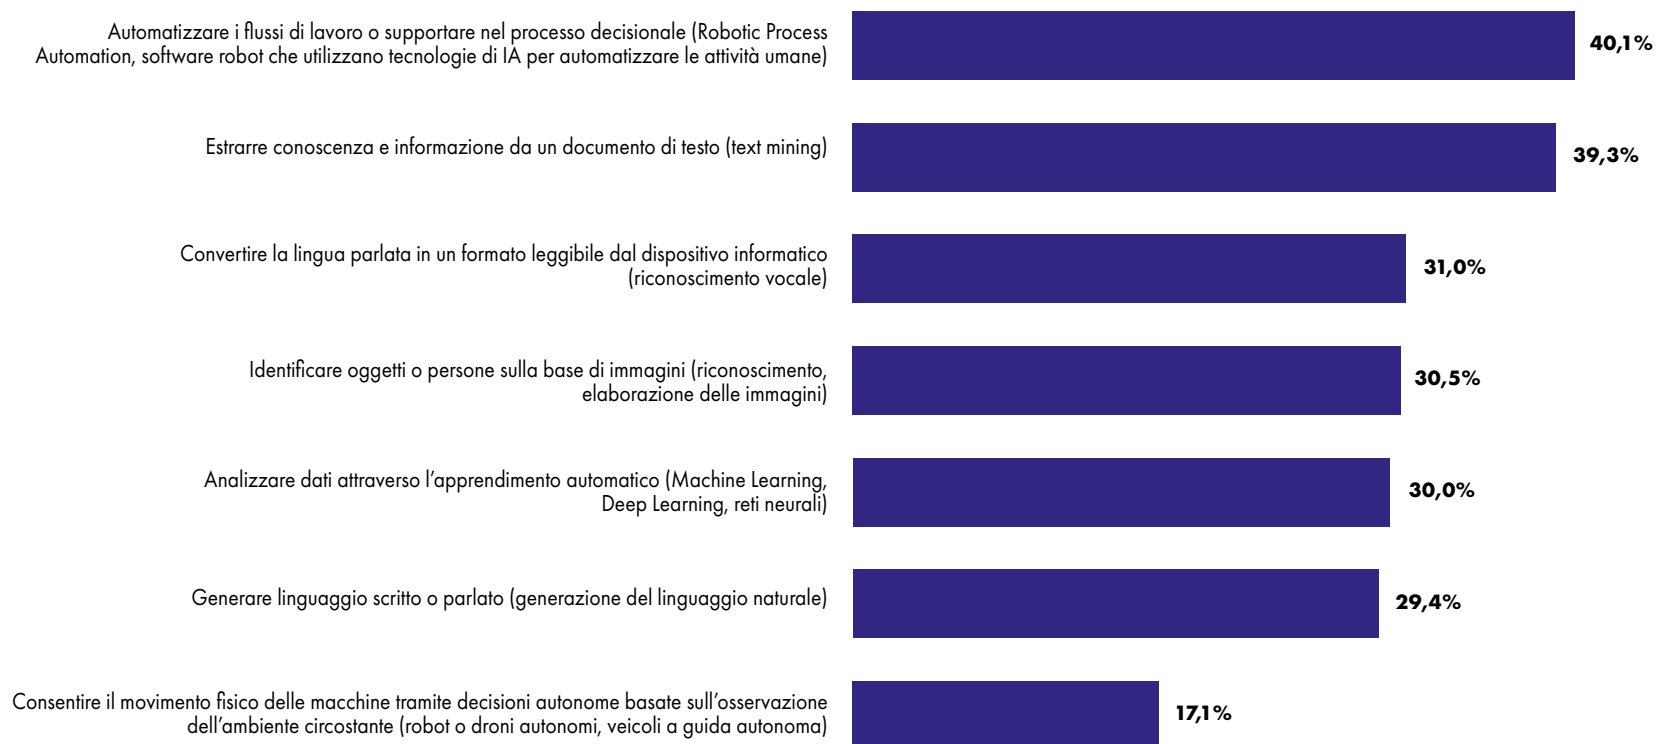 Automatizzare i flussi di lavoro o supportare nel processo decisionale (Robotic Process
Automation, software robot che utilizzano tecnologie di IA per automatizzare le attività umane)
40,1%
Estrarre conoscenza e informazione da un documento di testo (text mining)
39,3%
Convertire la lingua parlata in un formato leggibile dal dispositivo informatico
(riconoscimento vocale)
31,0%
Identificare oggetti o persone sulla base di immagini (riconoscimento,
elaborazione delle immagini)
30,5%
Analizzare dati attraverso l’apprendimento automatico (Machine Learning,
Deep Learning, reti neurali)
30,0%
Generare linguaggio scritto o parlato (generazione del linguaggio naturale)
29,4%
Consentire il movimento fisico delle macchine tramite decisioni autonome basate sull’osservazione
dell’ambiente circostante (robot o droni autonomi, veicoli a guida autonoma)
17,1%